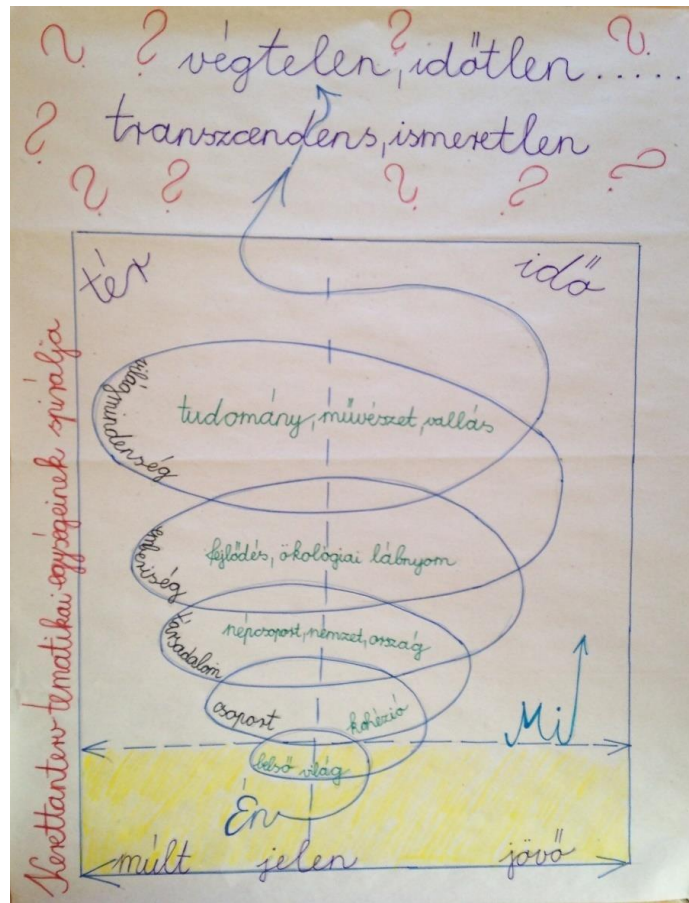 ? ? ? ?
végtelen, időtlen.....
? transzcendens, ismeretlen
? ? ? ? ?
tér idő
világmindenség
tudomány, művészet, vallás
emberiség
fejlődés, ökológiai lábnyom
társadalom
népcsoport, nemzet, ország
csoport
kohézió
Mi
belső világ
Én
múlt jelen jövő
Kerettanterv tematikai egységeinek spirálja